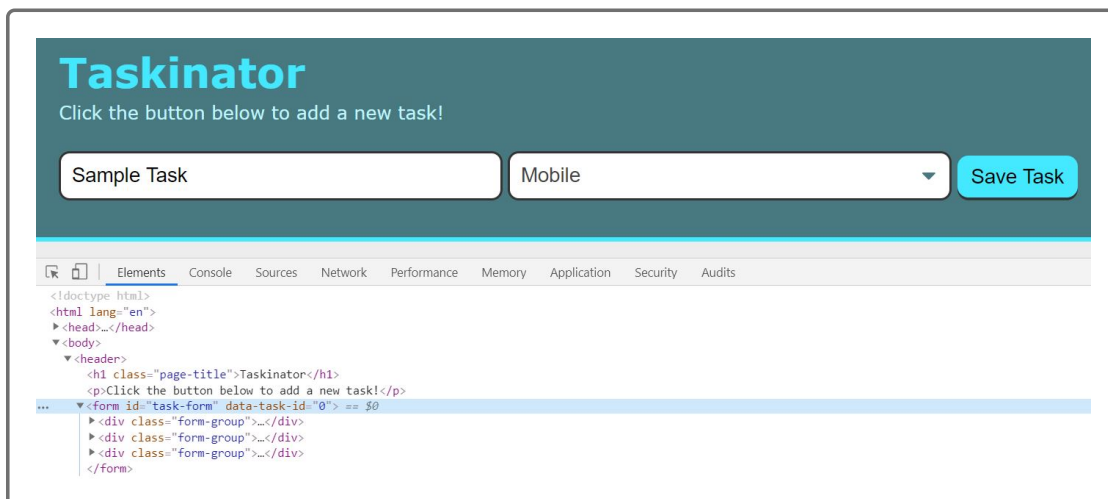 Taskinator
Click the button below to add a new task!
Sample Task Mobile Save Task
Elements Console Sources Network Performance Memory Application Security Audits
<!doctype html>
<html lang="en">
<head>…</head>
<body>
<header>
<h1 class="page-title">Taskinator</h1>
<p>Click the button below to add a new task!</p>
... <form id="task-form" data-task-id="0"> == $0
<div class="form-group">…</div>
<div class="form-group">…</div>
<div class="form-group">…</div>
</form>